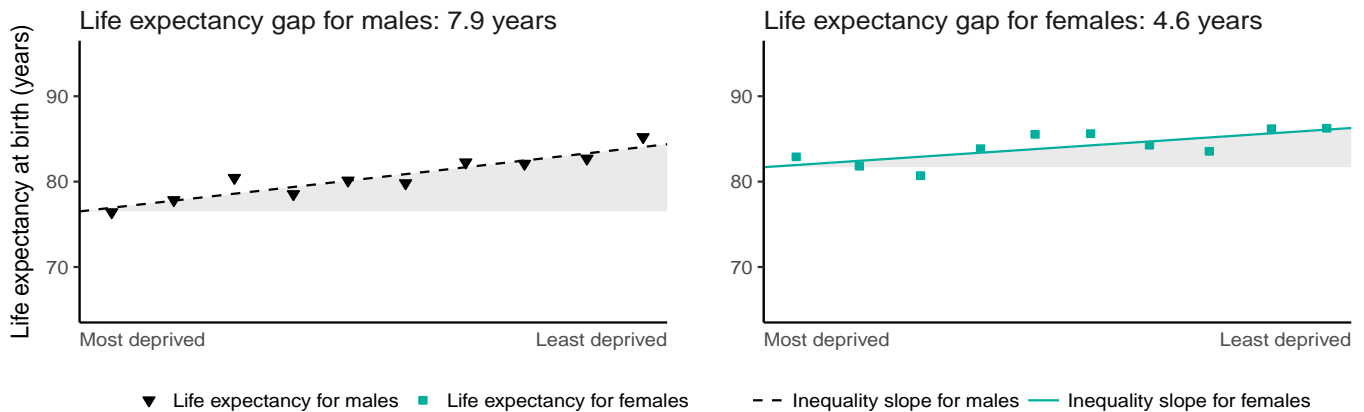 Life expectancy gap for males: 7.9 years
Life expectancy at birth (years)
90
80
70
Most deprived
Least deprived
Life expectancy gap for females: 4.6 years
90
80
70
Most deprived
Least deprived
Life expectancy for males
Life expectancy for females
Inequality slope for males
Inequality slope for females